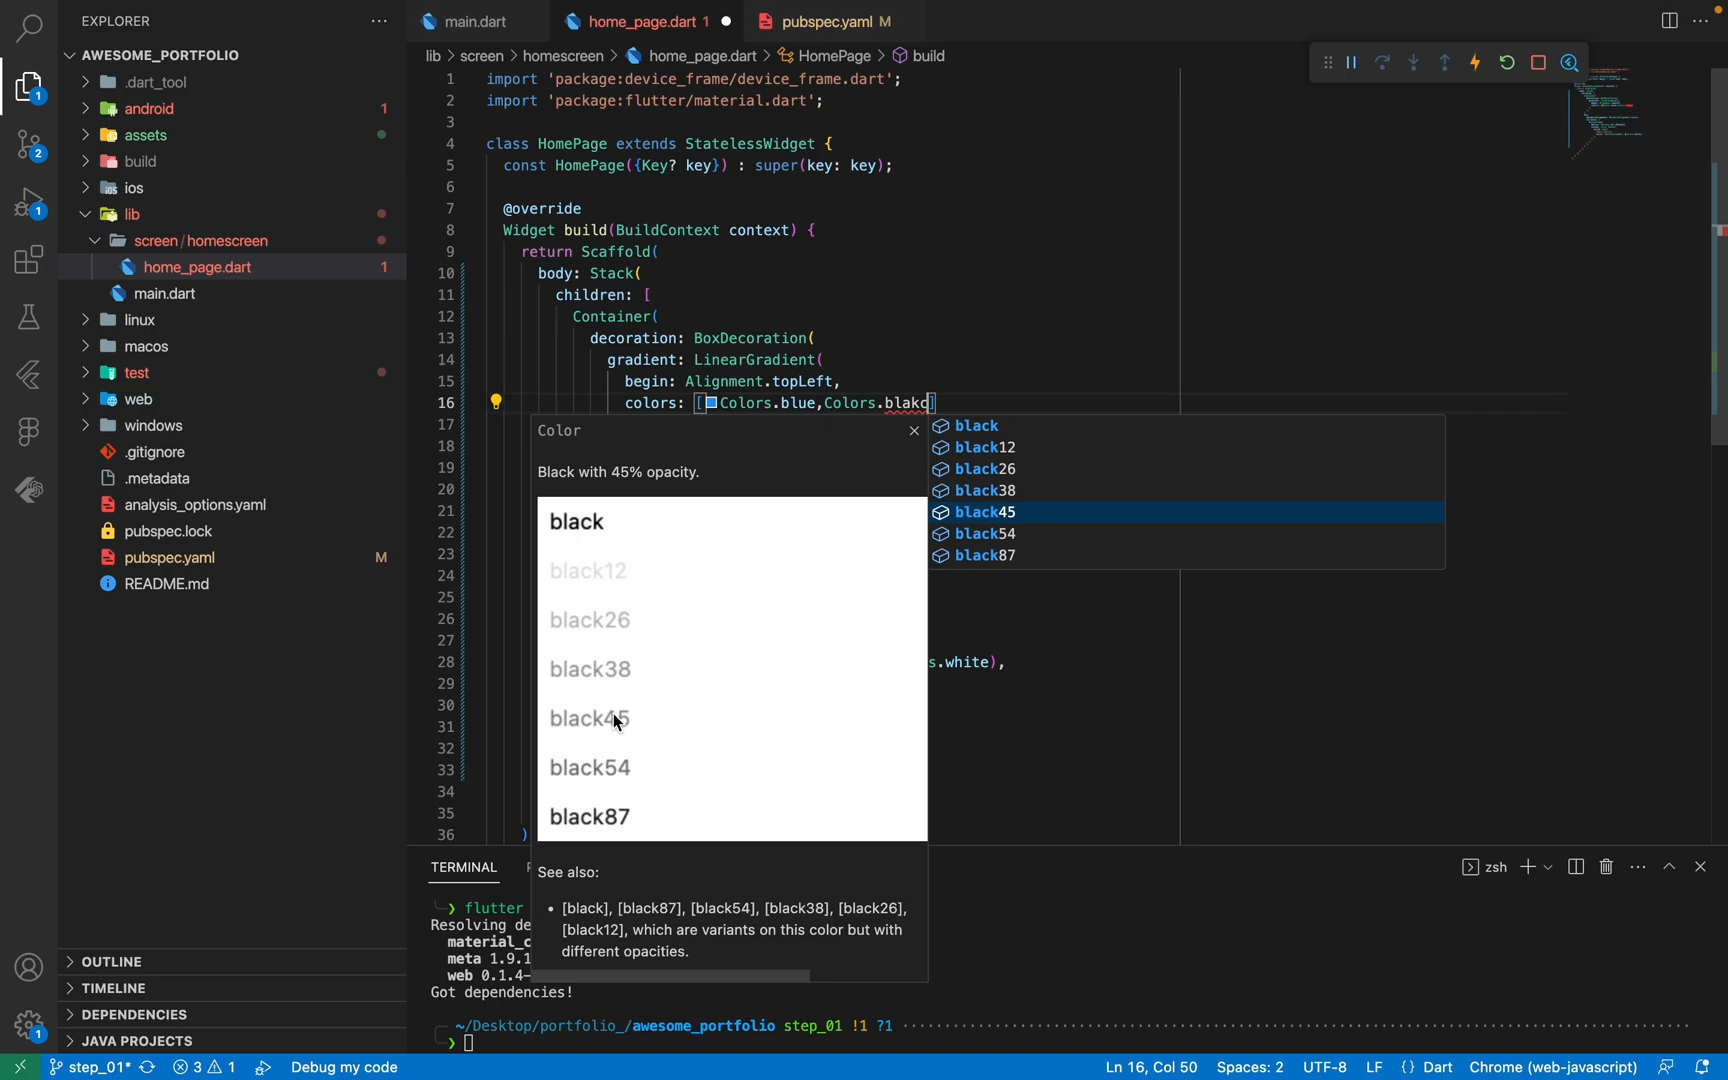 EXPLORER
main.dart
home_page.dart 1
pubspec.yaml M
AWESOME_PORTFOLIO
lib > screen > homescreen > home_page.dart > HomePage > build
.dart_tool
android 1
assets
build
ios
lib
screen / homescreen
home_page.dart 1
main.dart
linux
macos
test
web
windows
.gitignore
.metadata
analysis_options.yaml
pubspec.lock
pubspec.yaml M
README.md
OUTLINE
TIMELINE
DEPENDENCIES
JAVA PROJECTS
1
2
1
1
1 import 'package:device_frame/device_frame.dart';
2 import 'package:flutter/material.dart';
3
4 class HomePage extends StatelessWidget {
5 const HomePage({Key? key}) : super(key: key);
6
7 @override
8 Widget build(BuildContext context) {
9 return Scaffold(
10 body: Stack(
11 children: [
12 Container(
13 decoration: BoxDecoration(
14 gradient: LinearGradient(
15 begin: Alignment.topLeft,
16 colors: [Colors.blue,Colors.blakc]
17
18
19
20
21
22
23
24
25
26
27
28 s.white),
29
30
31
32
33
34
35
36 )
Color
Black with 45% opacity.
black
black12
black26
black38
black45
black54
black87
See also:
• [black], [black87], [black54], [black38], [black26],
[black12], which are variants on this color but with
different opacities.
black
black12
black26
black38
black45
black54
black87
TERMINAL
zsh
❯ flutter
Resolving de
material_c
meta 1.9.1
web 0.1.4-
Got dependencies!
~/Desktop/portfolio_/awesome_portfolio step_01 !1 ?1
❯
step_01* 3 1 Debug my code
Ln 16, Col 50 Spaces: 2 UTF-8 LF {} Dart Chrome (web-javascript)